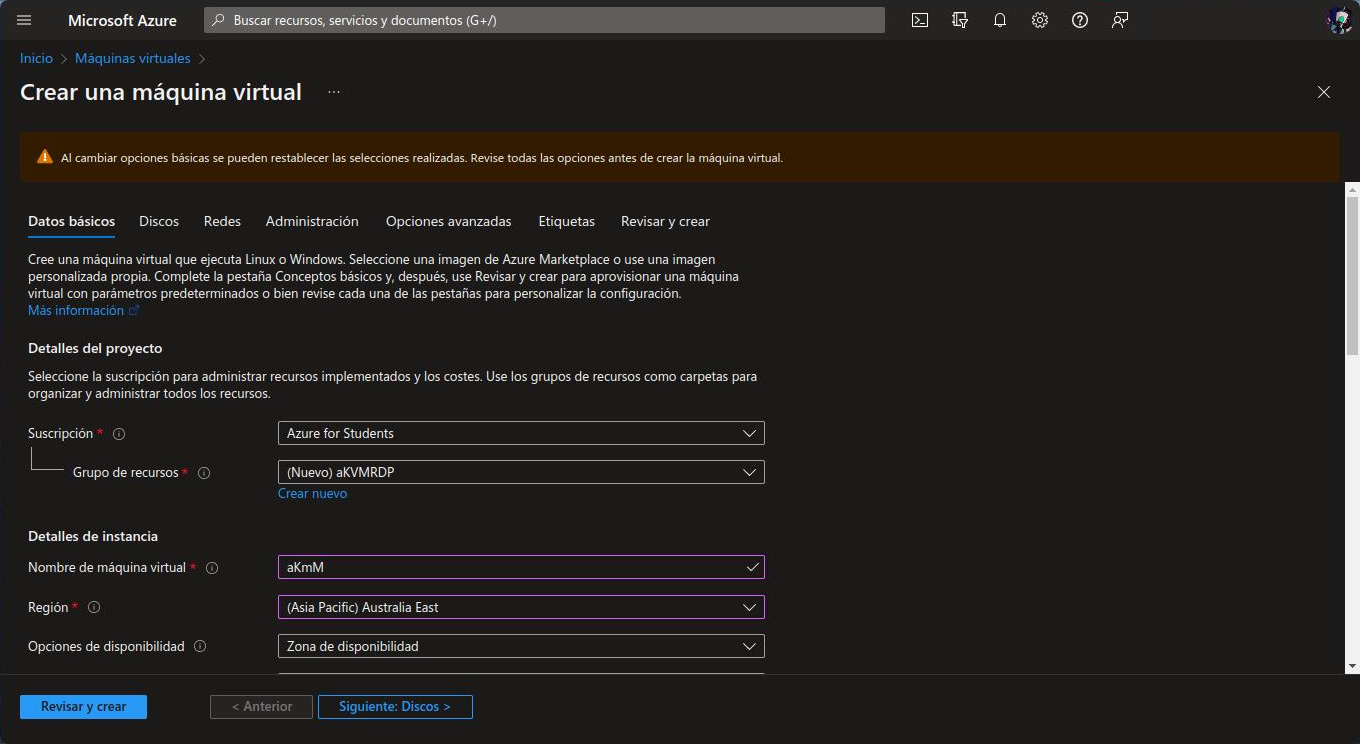 Microsoft Azure
Buscar recursos, servicios y documentos (G+/)
Inicio > Máquinas virtuales >
Crear una máquina virtual ...
Al cambiar opciones básicas se pueden restablecer las selecciones realizadas. Revise todas las opciones antes de crear la máquina virtual.
Datos básicos Discos Redes Administración Opciones avanzadas Etiquetas Revisar y crear
Cree una máquina virtual que ejecuta Linux o Windows. Seleccione una imagen de Azure Marketplace o use una imagen
personalizada propia. Complete la pestaña Conceptos básicos y, después, use Revisar y crear para aprovisionar una máquina
virtual con parámetros predeterminados o bien revise cada una de las pestañas para personalizar la configuración.
Más información
Detalles del proyecto
Seleccione la suscripción para administrar recursos implementados y los costes. Use los grupos de recursos como carpetas para
organizar y administrar todos los recursos.
Suscripción * Azure for Students
Grupo de recursos * (Nuevo) aKVMRDP
Crear nuevo
Detalles de instancia
Nombre de máquina virtual * aKmM
Región * (Asia Pacific) Australia East
Opciones de disponibilidad Zona de disponibilidad
Revisar y crear < Anterior Siguiente: Discos >